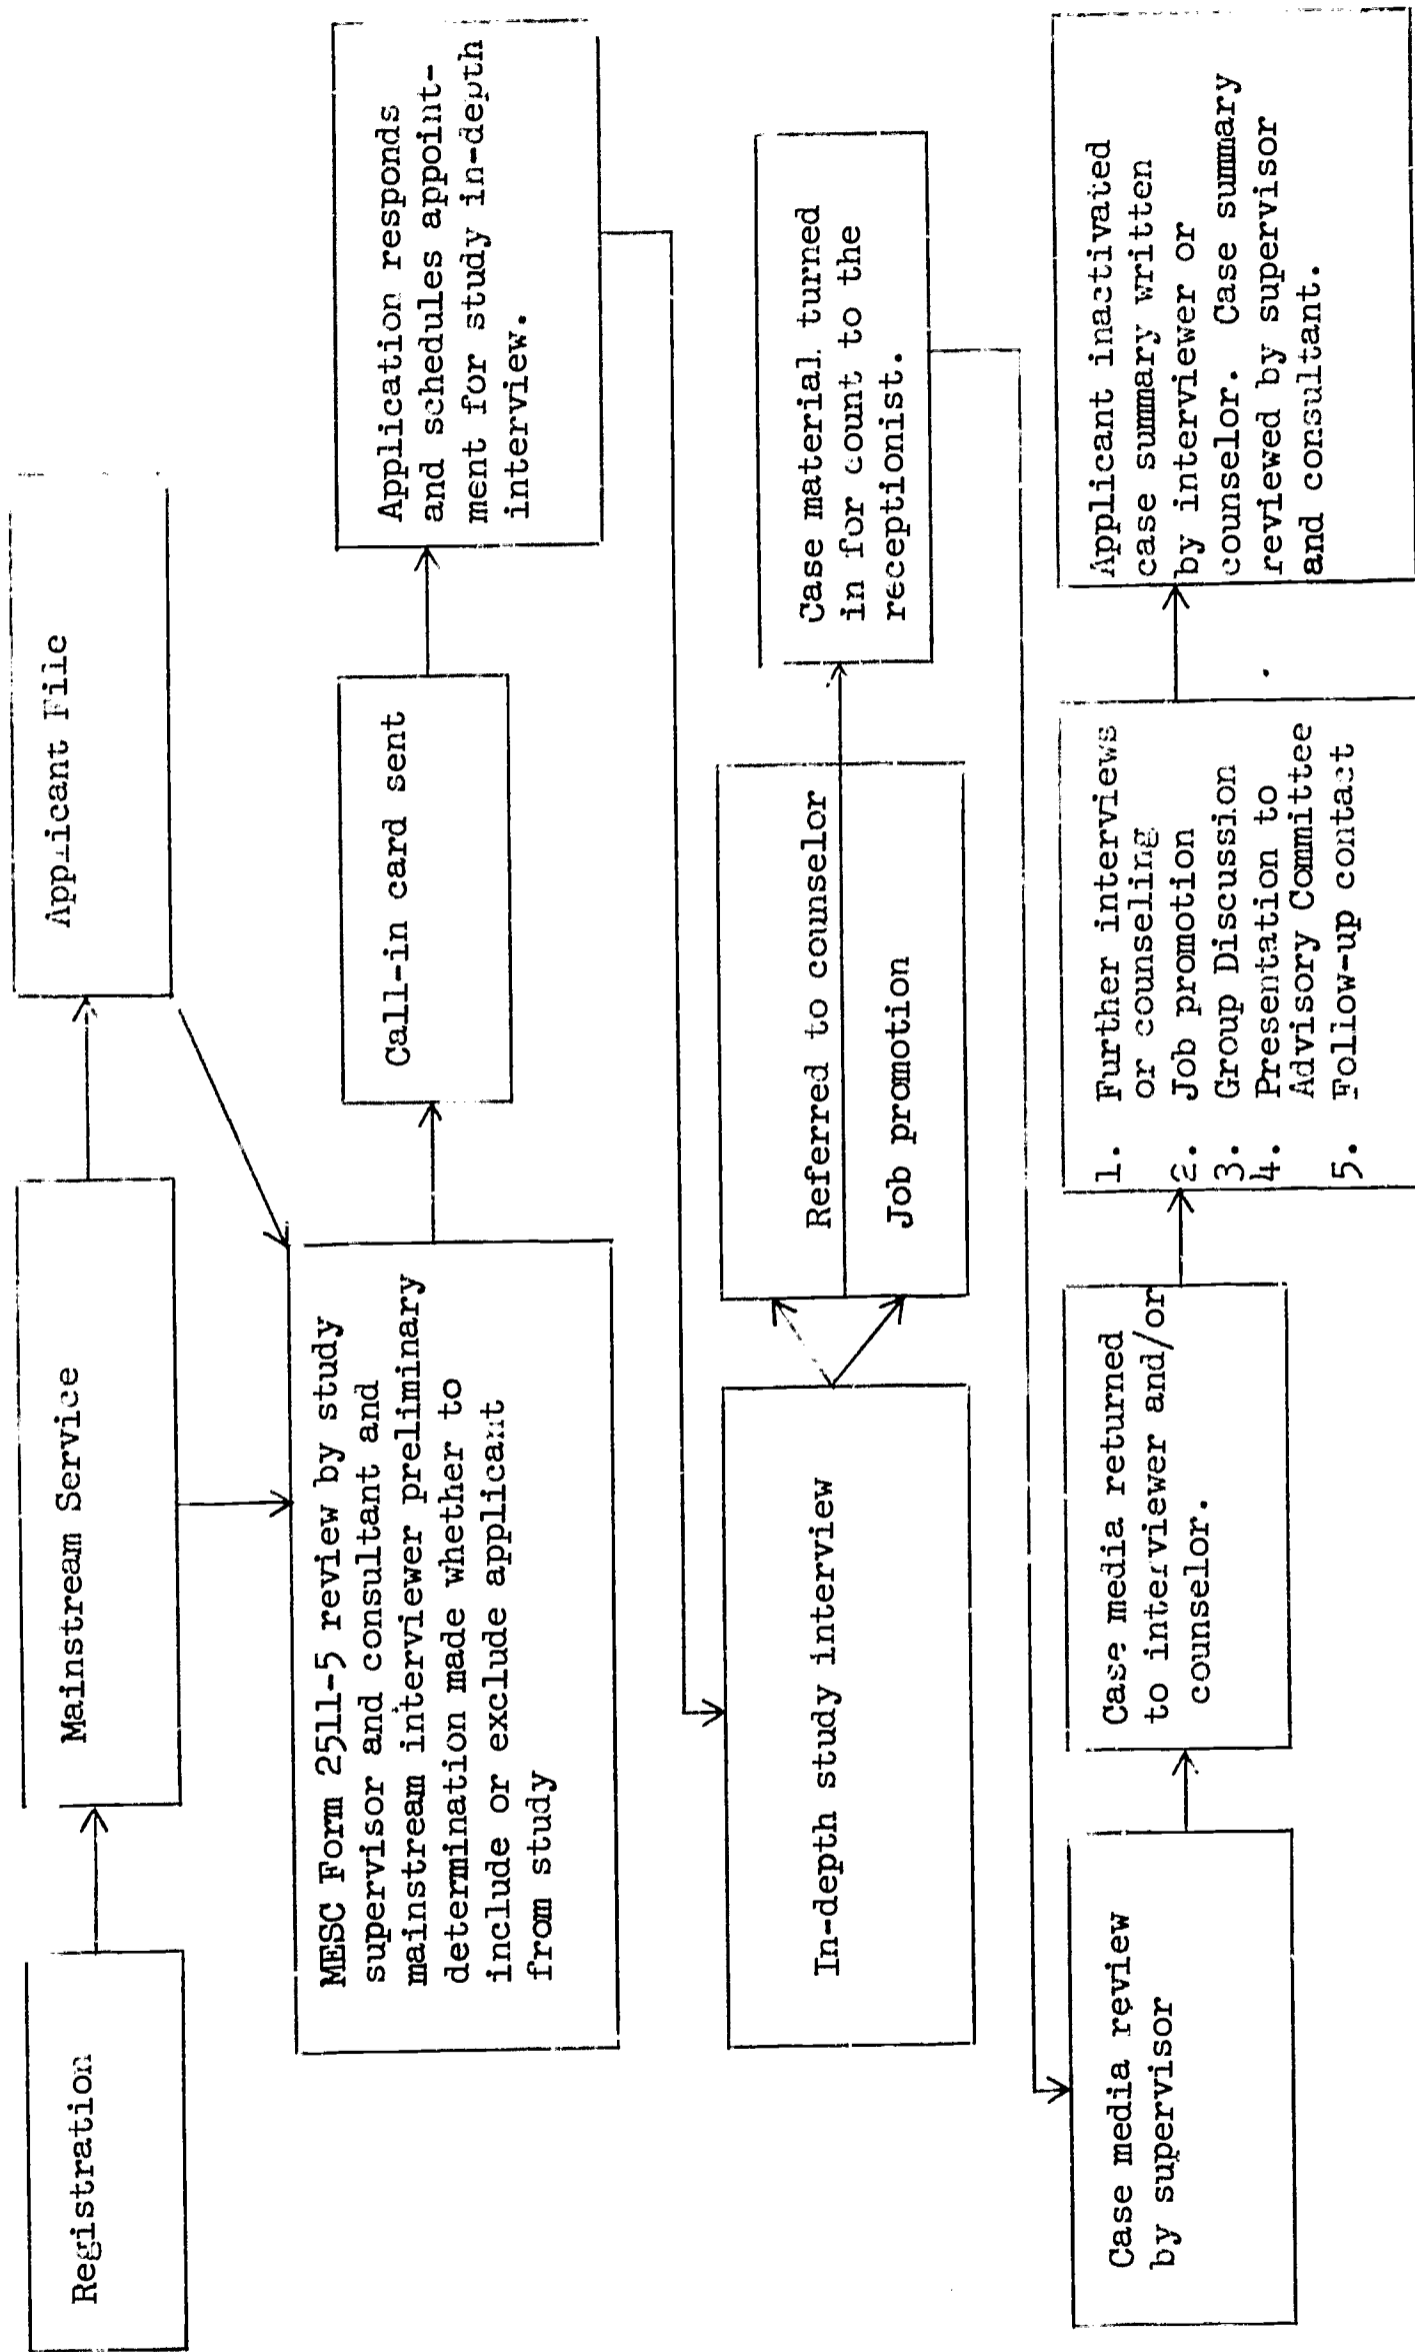 Registration
Mainstream Service
Applicant File
MESC Form 2511-5 review by study
supervisor and consultant and
mainstream interviewer preliminary
determination made whether to
include or exclude applicant
from study
Call-in card sent
Application responds
and schedules appoint-
ment for study in-depth
interview.
In-depth study interview
Referred to counselor
Job promotion
Case material turned
in for count to the
receptionist.
Case media review
by supervisor
Case media returned
to interviewer and/or
counselor.
1. Further interviews
or counseling
2. Job promotion
3. Group Discussion
4. Presentation to
Advisory Committee
5. Follow-up contact
Applicant inactivated
case summary written
by interviewer or
counselor. Case summary
reviewed by supervisor
and consultant.